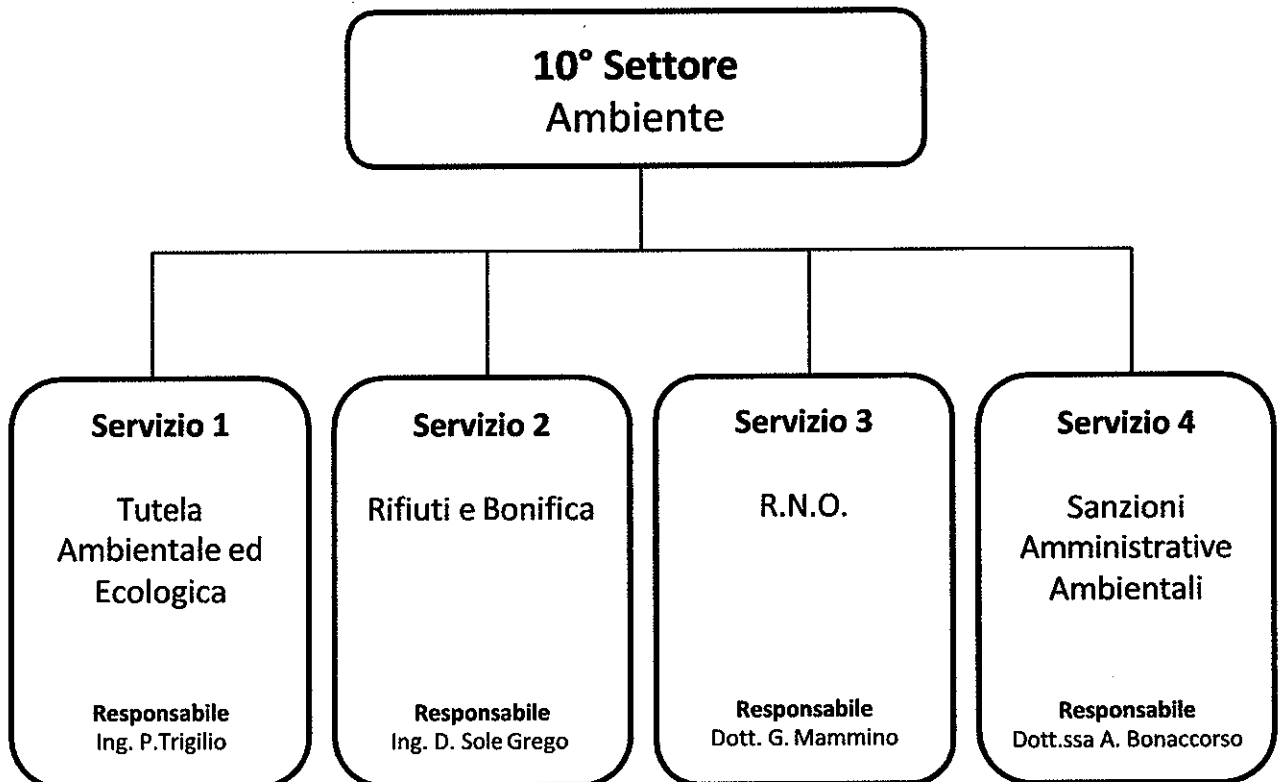 10° Settore
Ambiente
Servizio 1
Tutela
Ambientale ed
Ecologica
Responsabile
Ing. P.Trigilio
Servizio 2
Rifiuti e Bonifica
Responsabile
Ing. D. Sole Grego
Servizio 3
R.N.O.
Responsabile
Dott. G. Mammino
Servizio 4
Sanzioni
Amministrative
Ambientali
Responsabile
Dott.ssa A. Bonaccorso